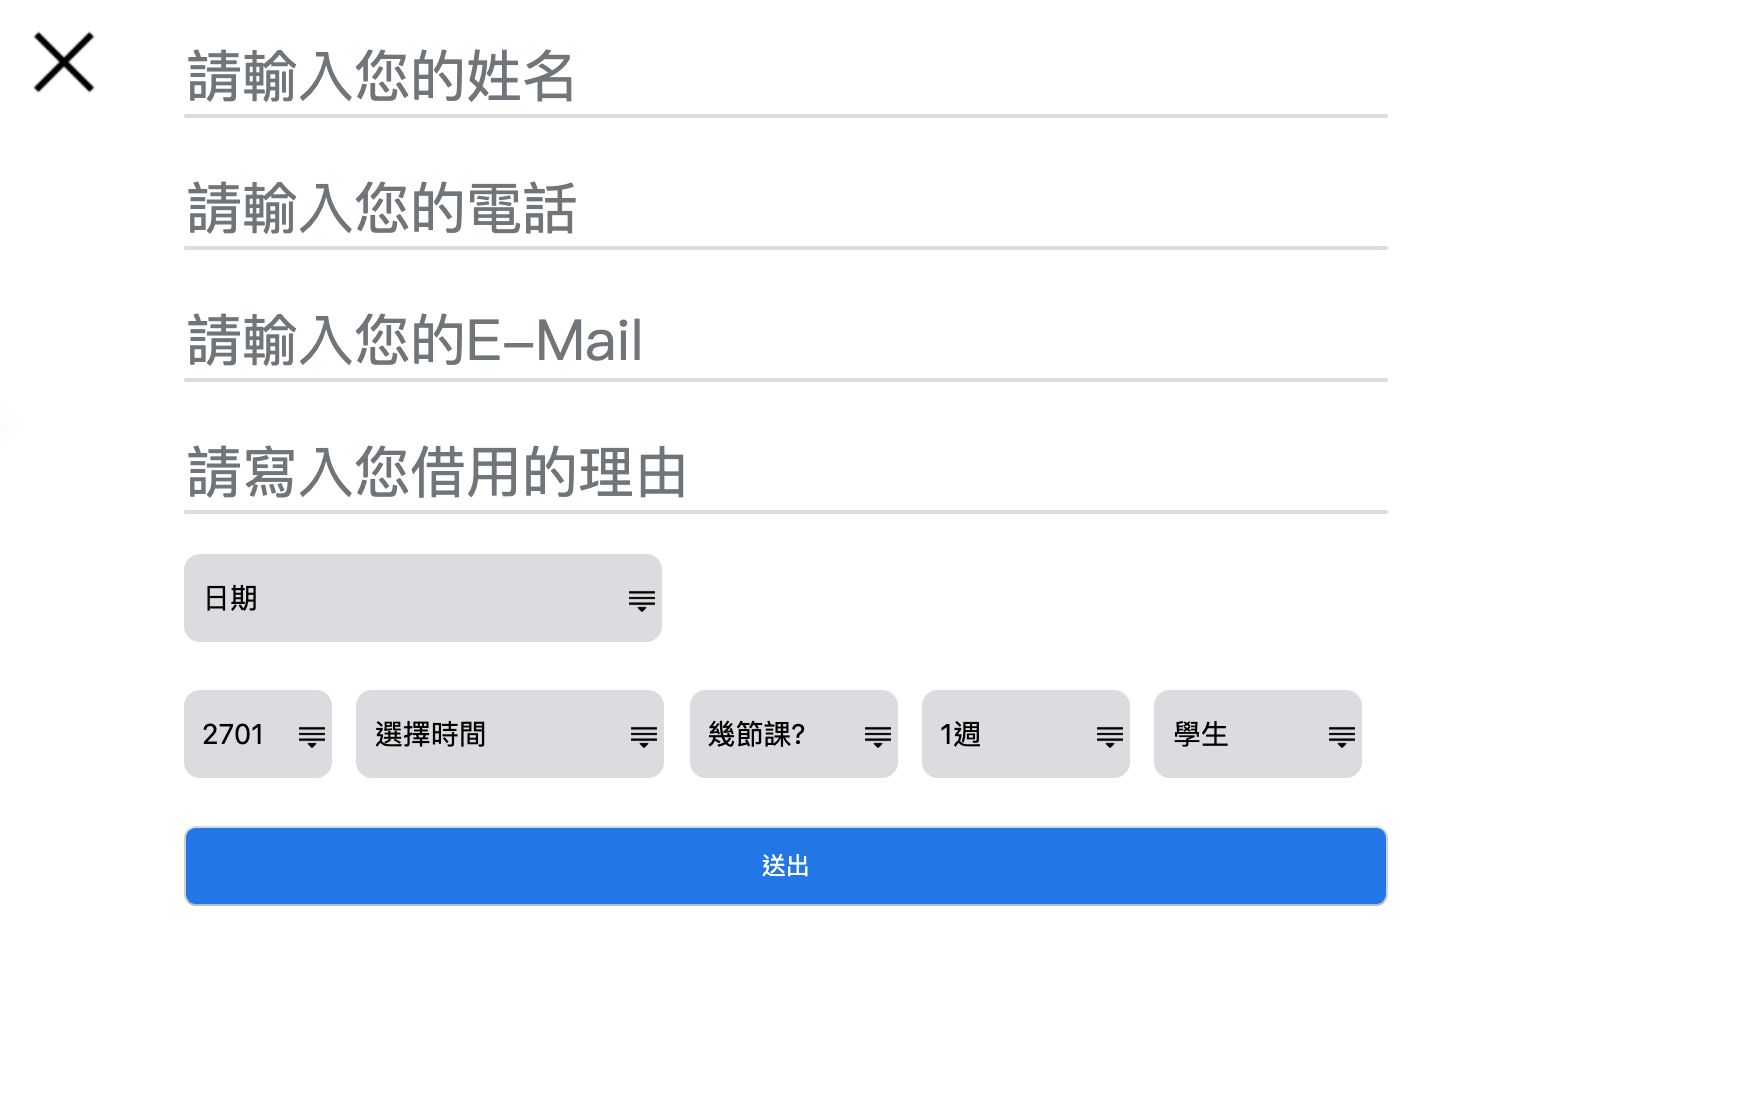 請輸入您的姓名
請輸入您的電話
請輸入您的E-Mail
請寫入您借用的理由
日期
2701 選擇時間 幾節課? 1週 學生
送出